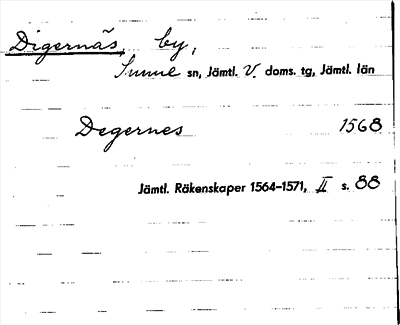 Digernäs, by,
Sunne sn, Jämtl. V. doms. tg, Jämtl. län
Degernes 1568
Jämtl. Räkenskaper 1564–1571, II s. 88